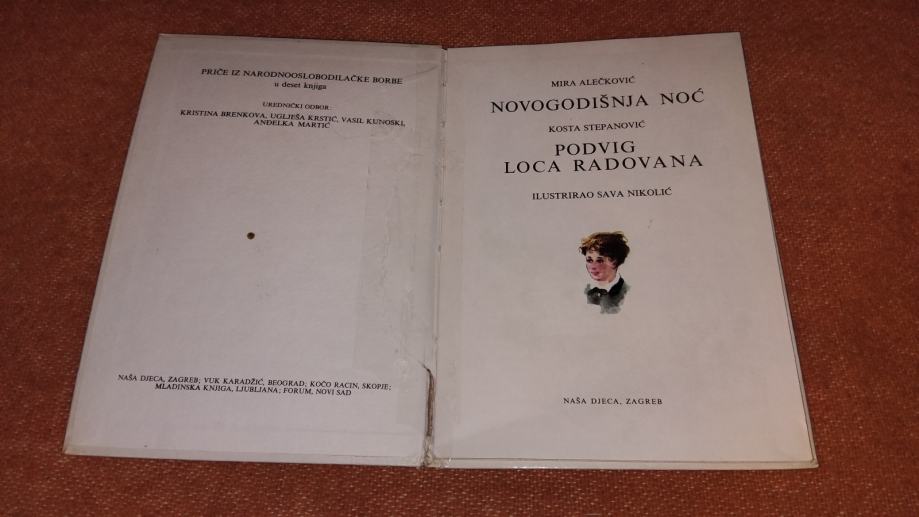 PRIČE IZ NARODNOOSLOBODILAČKE BORBE
u deset knjiga
UREDNIČKI ODBOR:
KRISTINA BRENKOVA, UGLJEŠA KRSTIĆ, VASIL KUNOSKI,
ANĐELKA MARTIĆ
NAŠA DJECA, ZAGREB; VUK KARADŽIĆ, BEOGRAD; KOČO RACIN, SKOPJE;
MLADINSKA KNJIGA, LJUBLJANA; FORUM, NOVI SAD
MIRA ALEČKOVIĆ
NOVOGODIŠNJA NOĆ
KOSTA STEPANOVIĆ
PODVIG
LOCA RADOVANA
ILUSTRIRAO SAVA NIKOLIĆ
NAŠA DJECA, ZAGREB